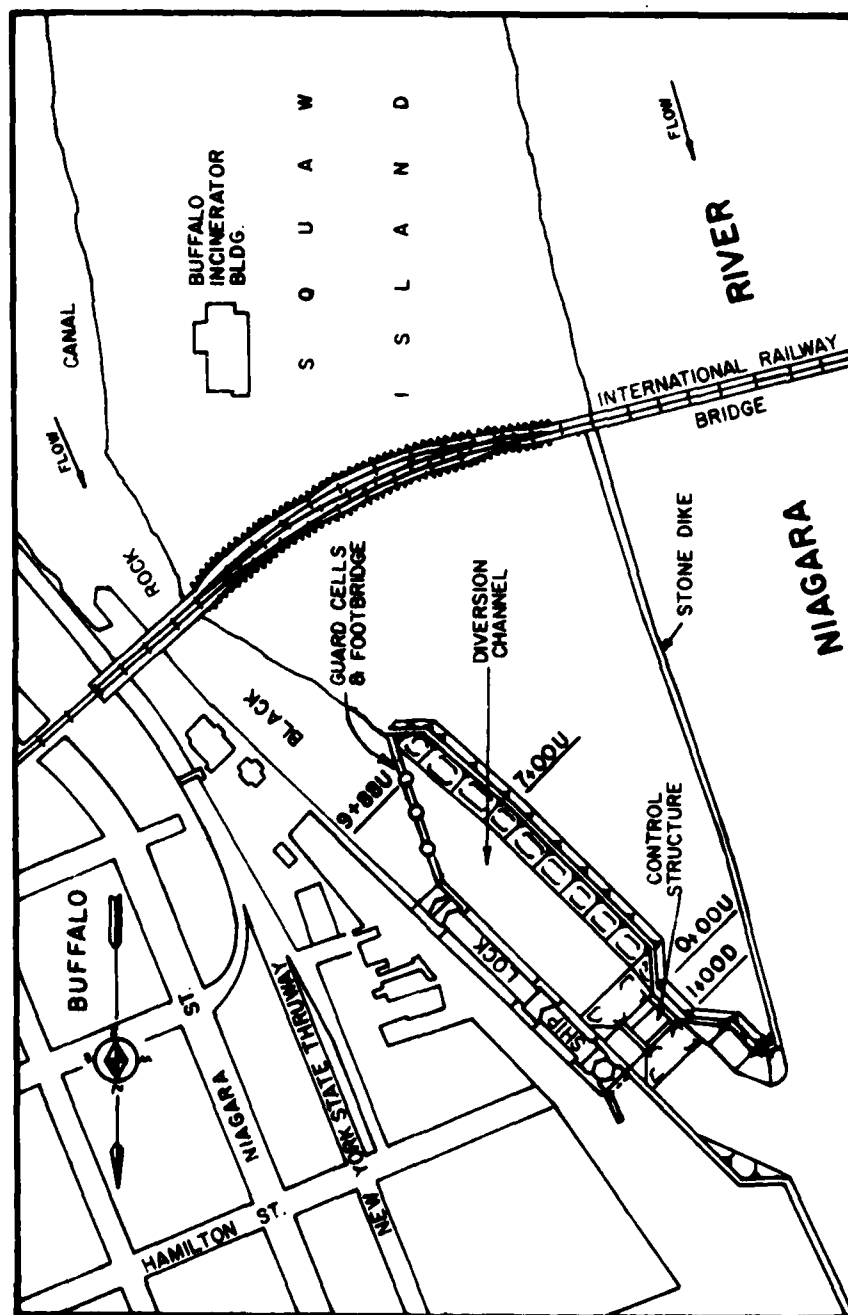 BUFFALO
INCINERATOR
BLDG.
SQUAW
ISLAND
CANAL
FLOW
FLOW
ROCK
BLACK
RIVER
NIAGARA
INTERNATIONAL RAILWAY
BRIDGE
GUARD CELLS
& FOOTBRIDGE
DIVERSION
CHANNEL
STONE DIKE
9+88U
7+00U
CONTROL
STRUCTURE
0+00U
1+00D
SHIP LOCK
BUFFALO
N
NIAGARA ST.
NEW YORK STATE THRUWAY
HAMILTON ST.